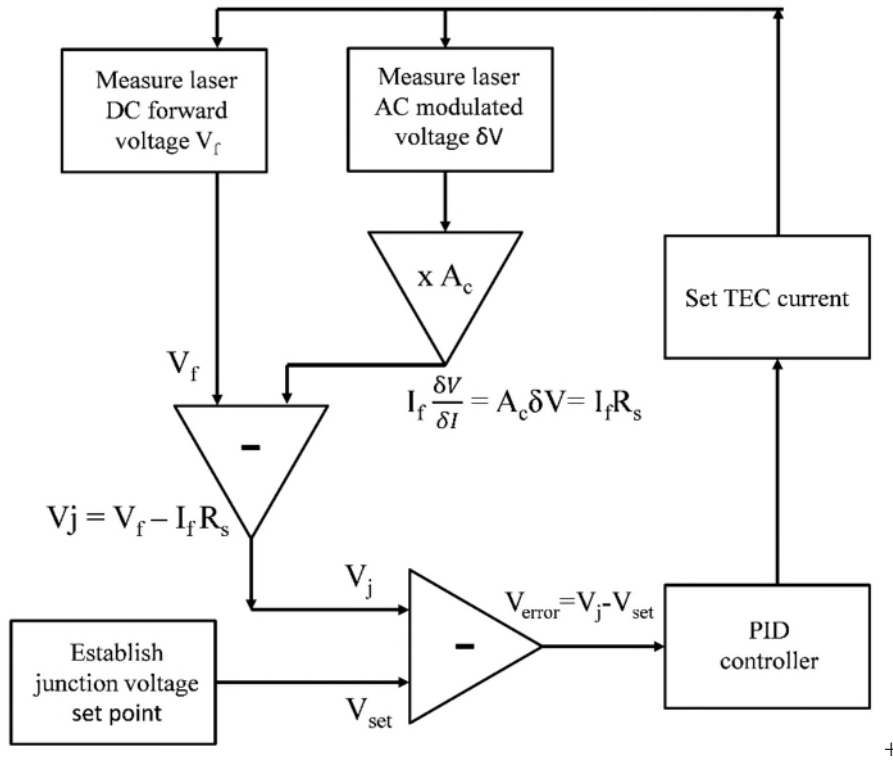 Measure laser
DC forward
voltage V_f
Measure laser
AC modulated
voltage δV
x A_c
Set TEC current
V_f
I_f δV/δI = A_cδV= I_fR_s
-
Vj = V_f – I_fR_s
V_j
V_error=V_j-V_set
-
PID
controller
Establish
junction voltage
set point
V_set
+